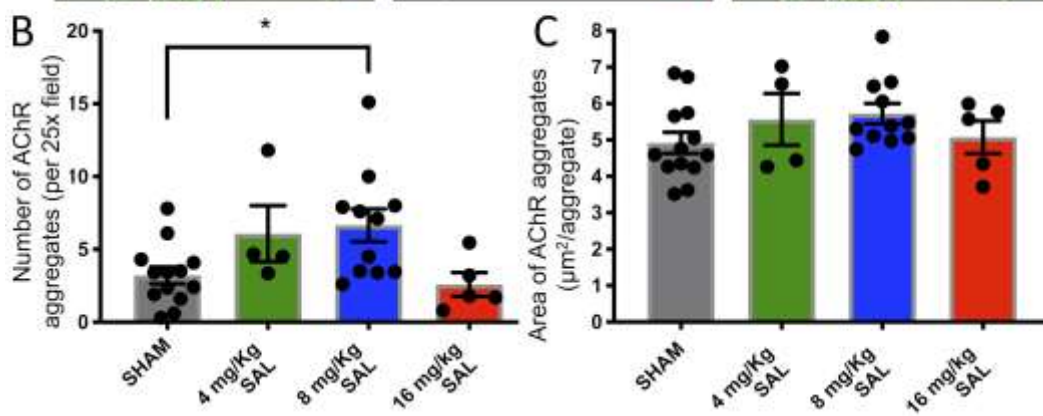 B
Number of AChR
aggregates (per 25x field)
20
15
10
5
0
*
SHAM
4 mg/Kg
SAL
8 mg/Kg
SAL
16 mg/kg
SAL
C
Area of AChR aggregates
(μm²/aggregate)
8
7
6
5
4
3
2
1
0
SHAM
4 mg/Kg
SAL
8 mg/Kg
SAL
16 mg/kg
SAL